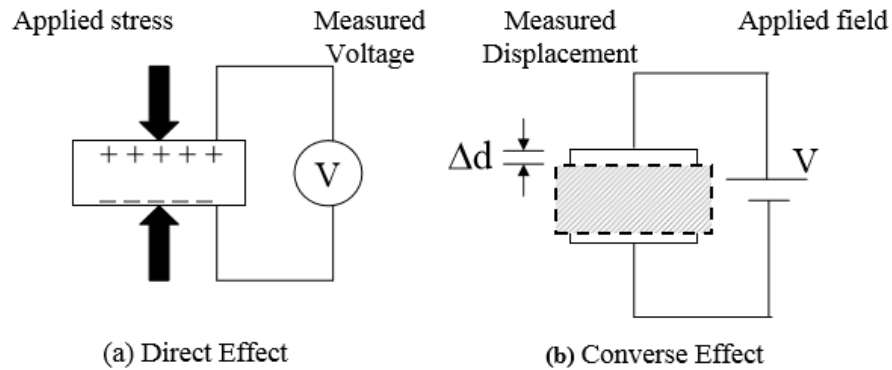 Applied stress
Measured
Voltage
+ + + + +
_ _ _ _ _
V
(a) Direct Effect
Measured
Displacement
Applied field
Δd
V
(b) Converse Effect